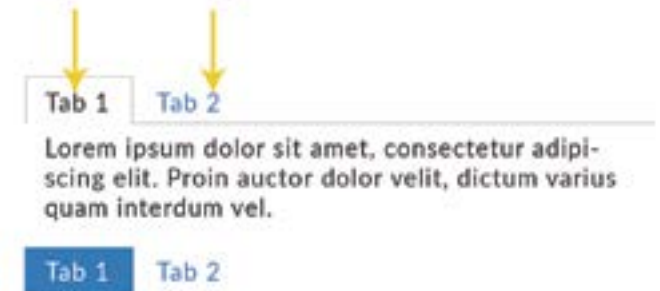 Tab 1 Tab 2
Lorem ipsum dolor sit amet, consectetur adipi-
scing elit. Proin auctor dolor velit, dictum varius
quam interdum vel.
Tab 1 Tab 2